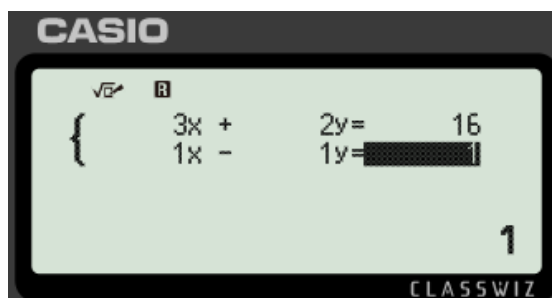 CASIO
√□ R
{ 3x + 2y= 16
1x - 1y= 1
1
CLASSWIZ